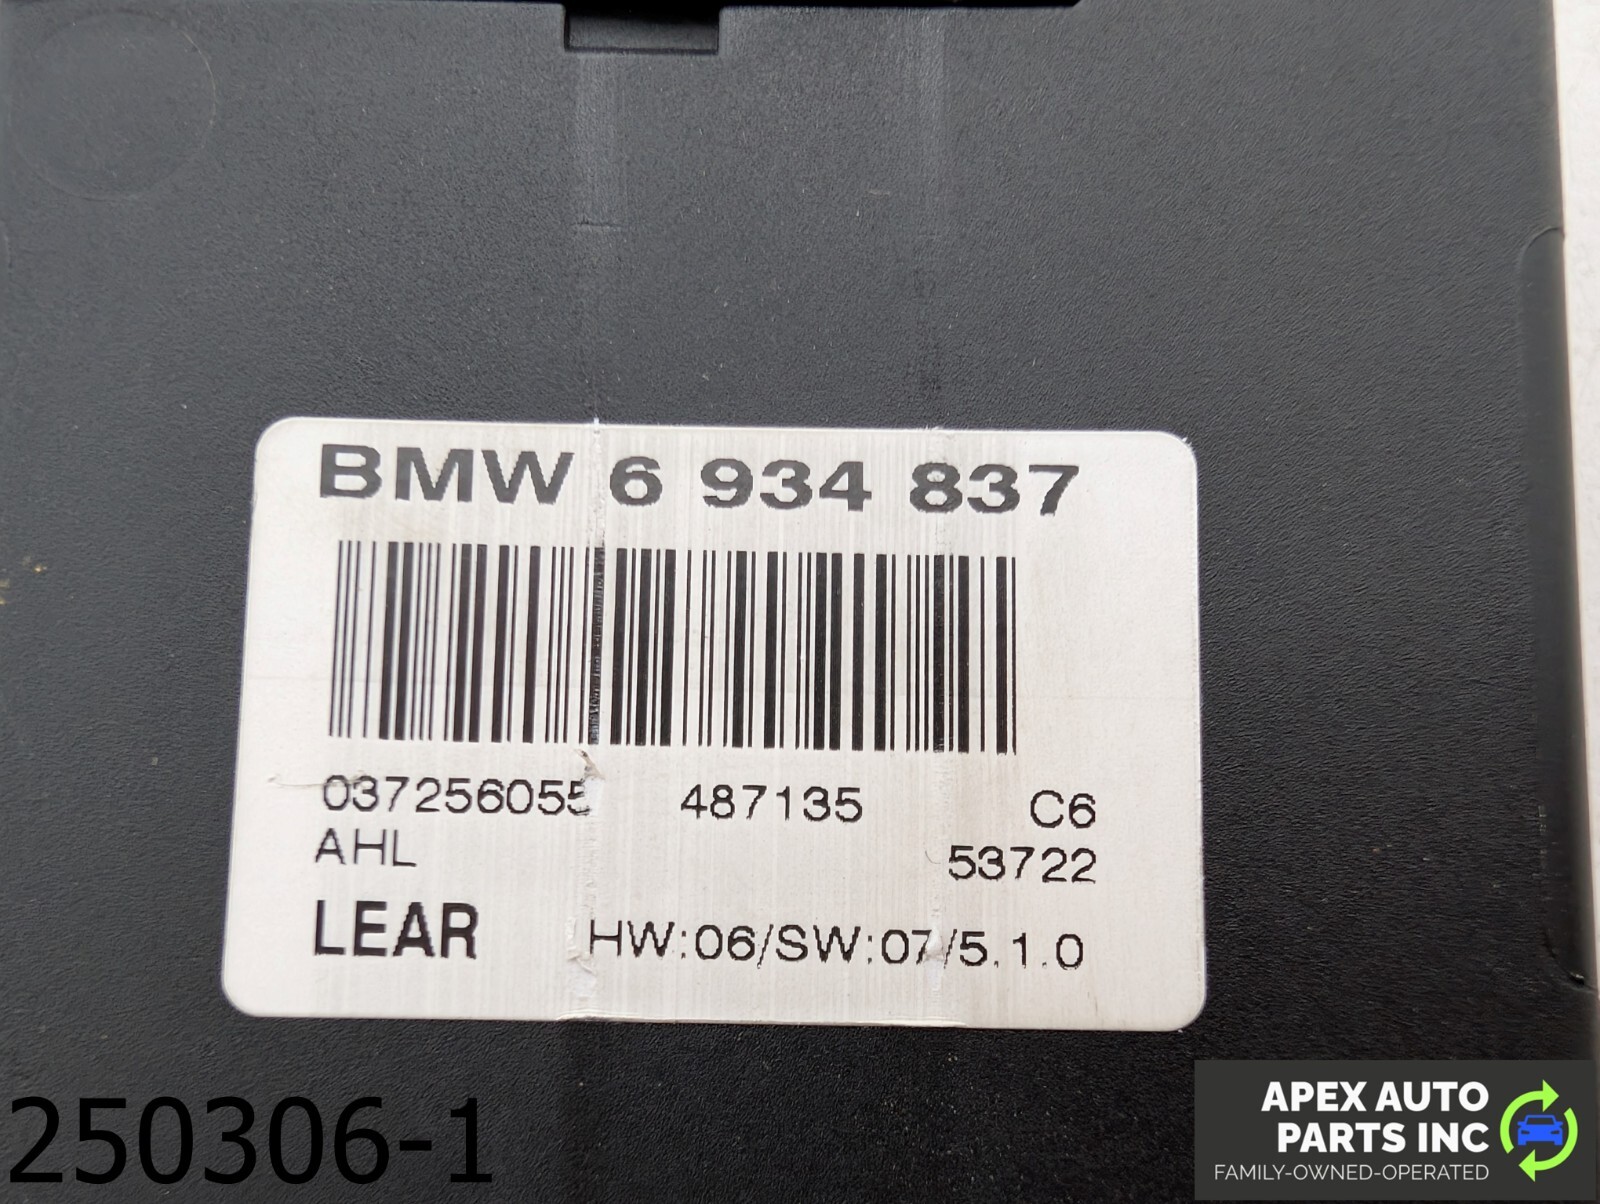 BMW 6 934 837
037256055 487135 C6
AHL 53722
LEAR HW:06/SW:07/5.1.0
250306-1
APEX AUTO
PARTS INC
FAMILY-OWNED-OPERATED